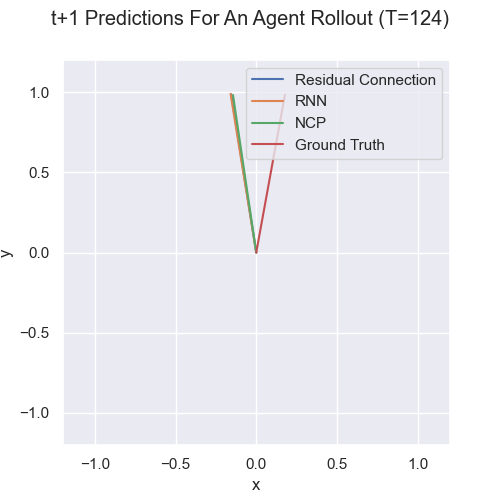 t+1 Predictions For An Agent Rollout (T=124)
Residual Connection
RNN
NCP
Ground Truth
1.0
0.5
0.0
−0.5
−1.0
y
−1.0 −0.5 0.0 0.5 1.0
x